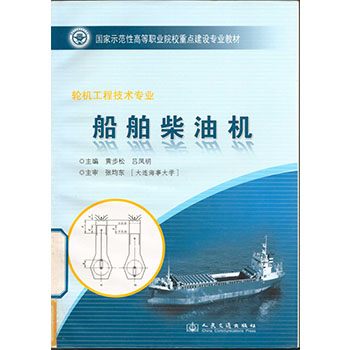 国家示范性高等职业院校重点建设专业教材
轮机工程技术专业
船舶柴油机
▷主编 黄步松 吕凤明
▷主审 张均东 [大连海事大学]
人民交通出版社